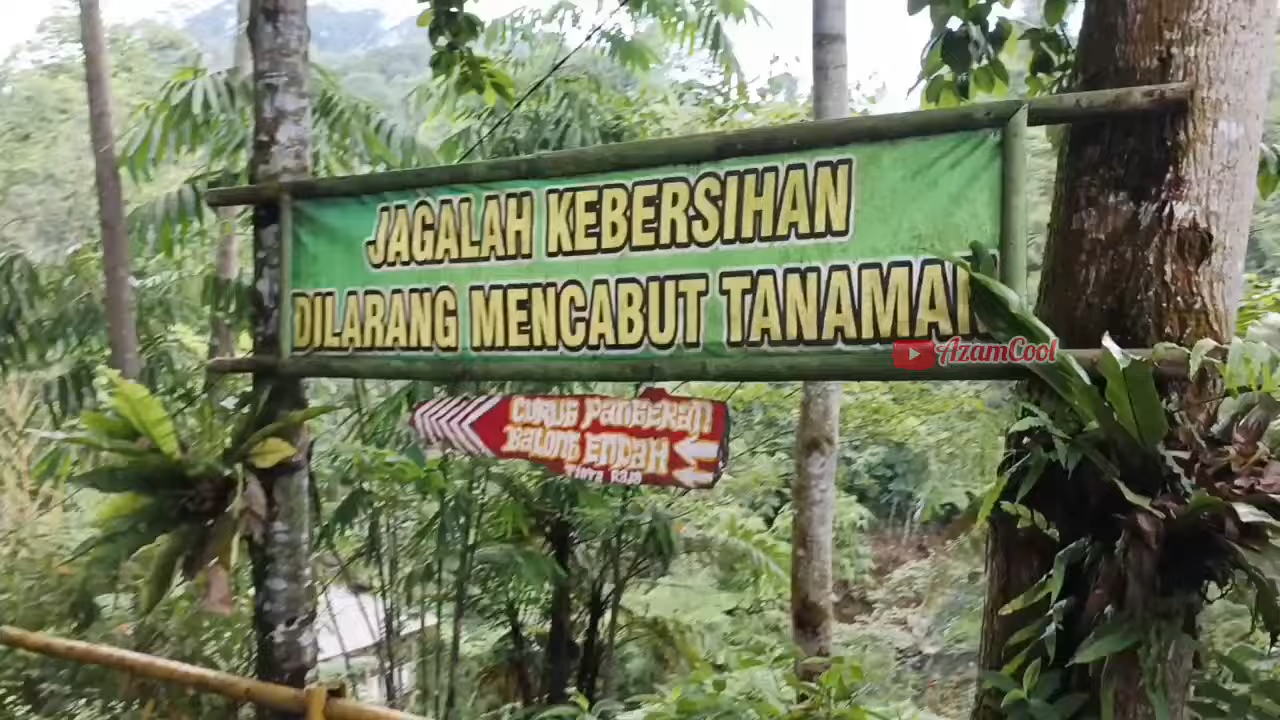 JAGALAH KEBERSIHAN
DILARANG MENCABUT TANAMAN
AzamCool
CURUG PANGERAN
BALONG ENDAH